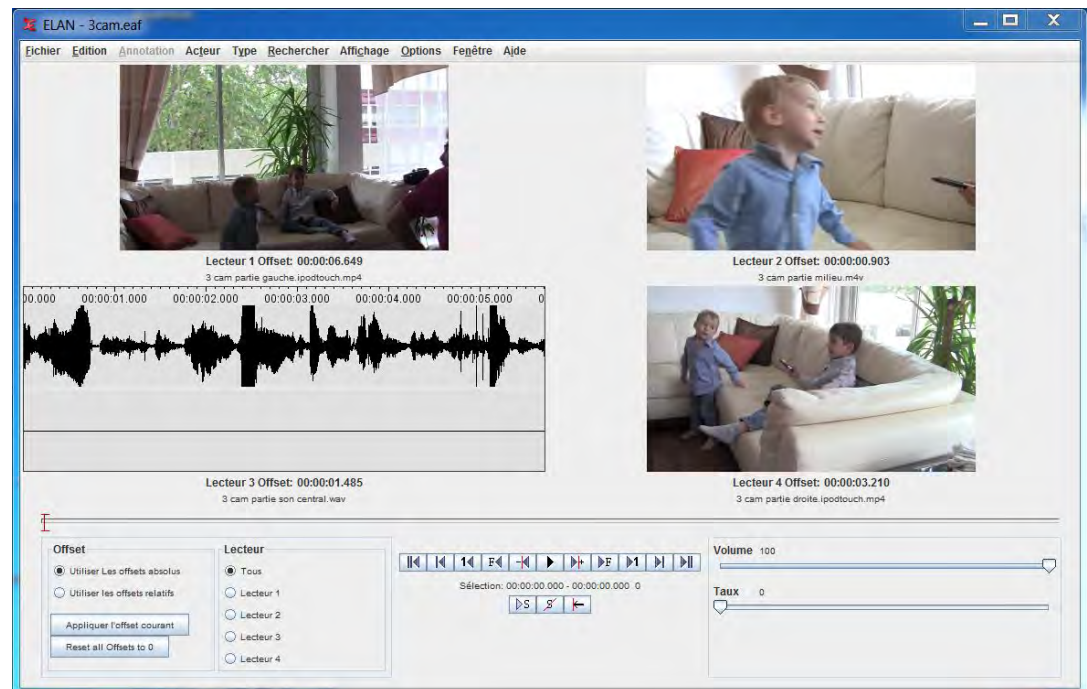 ELAN - 3cam.eaf
Fichier Edition Annotation Acteur Type Rechercher Affichage Options Fenêtre Aide
Lecteur 1 Offset: 00:00:06.649
3 cam partie gauche.ipodtouch.mp4
Lecteur 2 Offset: 00:00:00.903
3 cam partie milieu.m4v
00.000 00:00:01.000 00:00:02.000 00:00:03.000 00:00:04.000 00:00:05.000 0
Lecteur 3 Offset: 00:00:01.485
3 cam partie son central.wav
Lecteur 4 Offset: 00:00:03.210
3 cam partie droite.ipodtouch.mp4
Offset
Utiliser Les offsets absolus
Utiliser les offsets relatifs
Appliquer l'offset courant
Reset all Offsets to 0
Lecteur
Tous
Lecteur 1
Lecteur 2
Lecteur 3
Lecteur 4
1 F F 1
Sélection: 00:00:00.000 - 00:00:00.000 0
S S
Volume 100
Taux 0